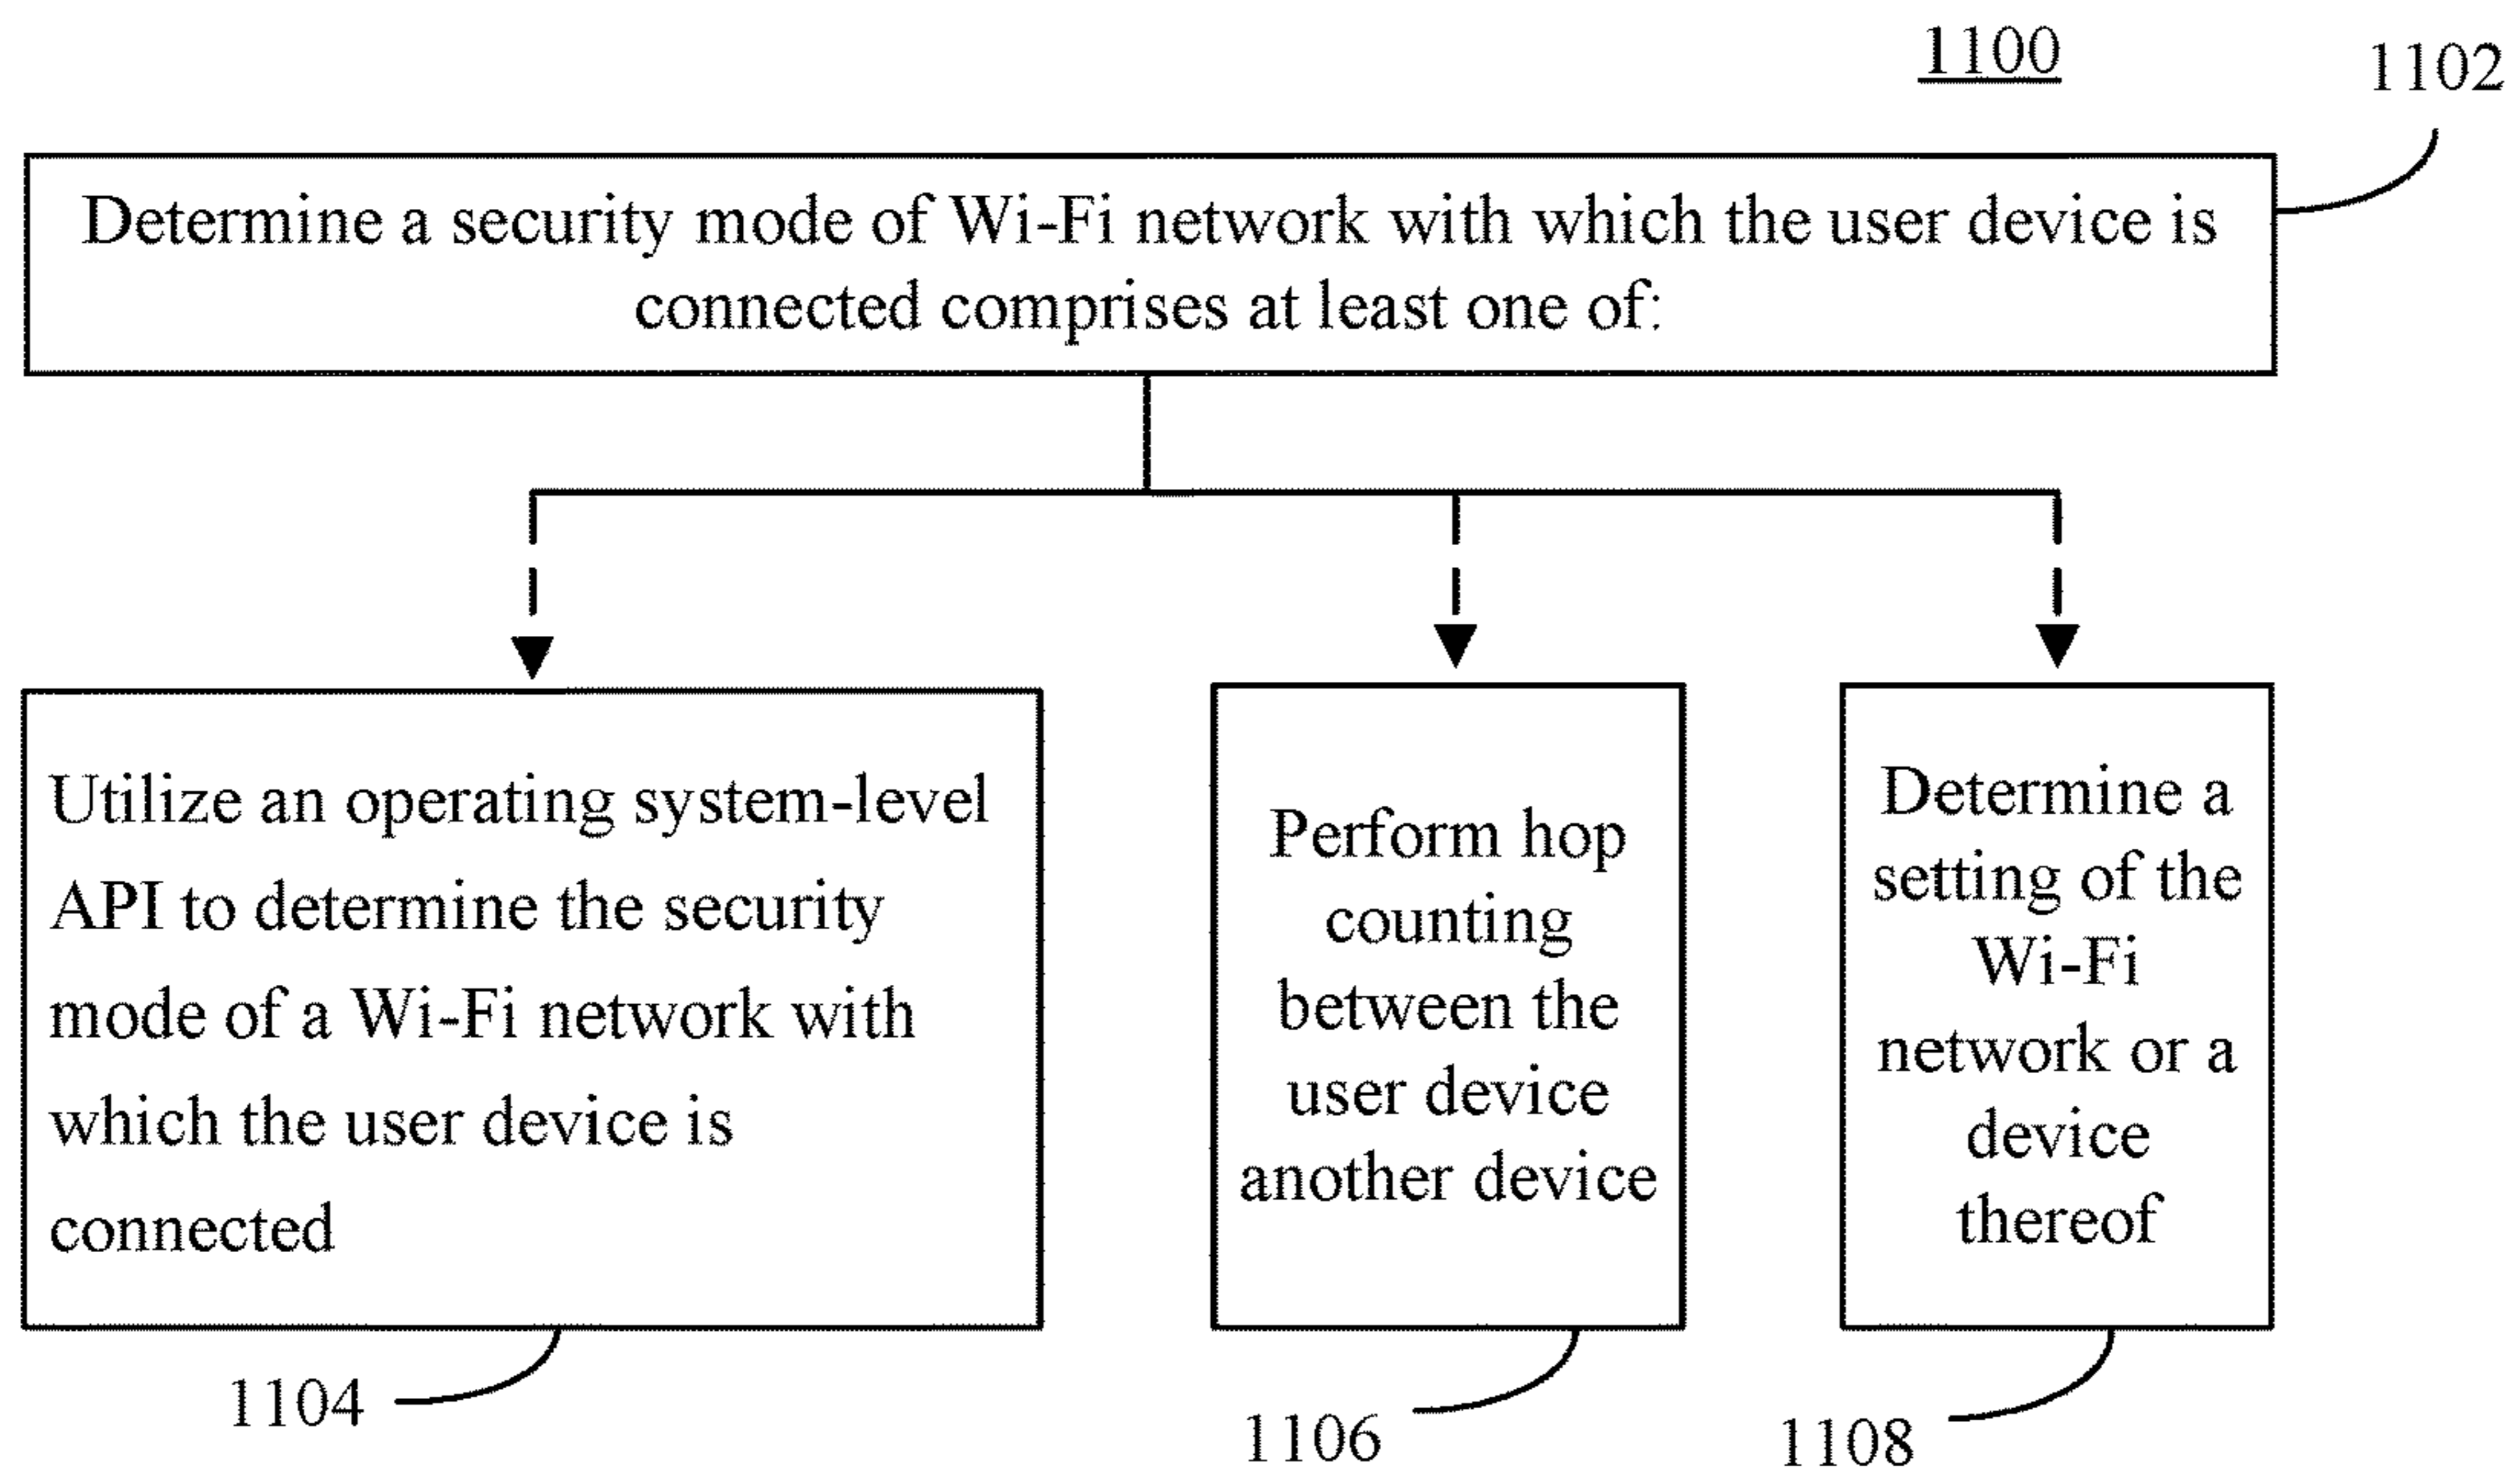 1100
1102
Determine a security mode of Wi-Fi network with which the user device is
connected comprises at least one of:
Utilize an operating system-level
API to determine the security
mode of a Wi-Fi network with
which the user device is
connected
1104
Perform hop
counting
between the
user device
another device
1106
Determine a
setting of the
Wi-Fi
network or a
device
thereof
1108